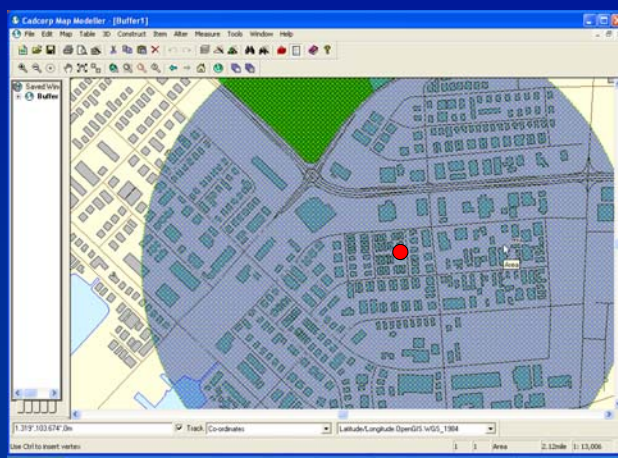 Cadcorp Map Modeller - [Buffer1]
File Edit Map Table 3D Construct Item Alter Measure Tools Window Help
Saved Win
Buffer
Area
1.319°,103.674°,0m
Track
Co-ordinates
Latitude/Longitude.OpenGIS.WGS_1984
Use Ctrl to insert vertex
1
1
Area
2.12mile
1: 13,006